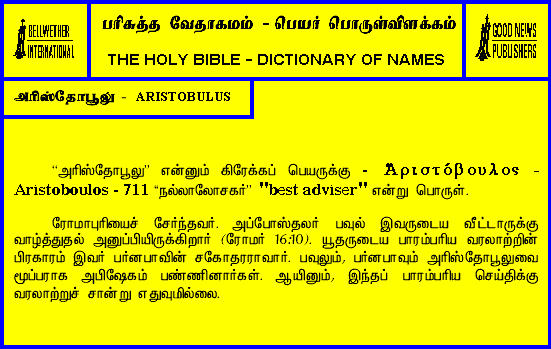 BELLWETHER
INTERNATIONAL
பரிசுத்த வேதாகமம் - பெயர் பொருள்விளக்கம்
THE HOLY BIBLE - DICTIONARY OF NAMES
GOOD NEWS
PUBLISHERS
அரிஸ்தோபூலு - ARISTOBULUS
“அரிஸ்தோபூலு” என்னும் கிரேக்கப் பெயருக்கு - Ἀριστόβουλος -
Aristoboulos - 711 “நல்லாலோசகர்” "best adviser" என்று பொருள்.
ரோமாபுரியைச் சேர்ந்தவர். அப்போஸ்தலர் பவுல் இவருடைய வீட்டாருக்கு
வாழ்த்துதல் அனுப்பியிருக்கிறார் (ரோமர் 16:10). யூதருடைய பாரம்பரிய வரலாற்றின்
பிரகாரம் இவர் பர்னபாவின் சகோதரராவார். பவுலும், பர்னபாவும் அரிஸ்தோபூலுவை
மூப்பராக அபிஷேகம் பண்ணினார்கள். ஆயினும், இந்தப் பாரம்பரிய செய்திக்கு
வரலாற்றுச் சான்று எதுவுமில்லை.